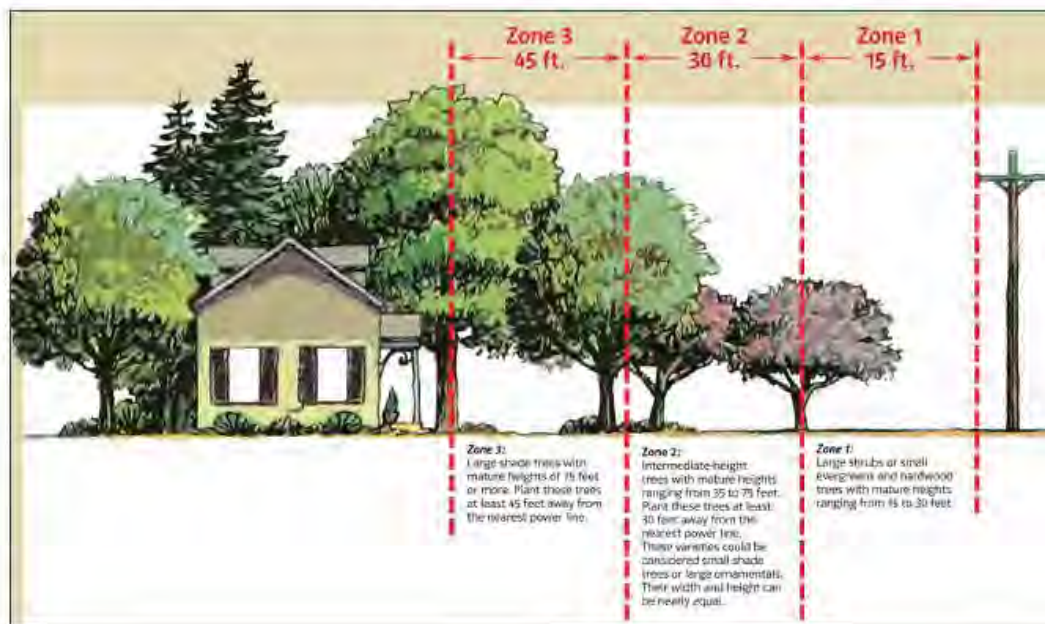 Zone 3
45 ft.
Zone 2
30 ft.
Zone 1
15 ft.
Zone 3:
Large shade trees with
mature heights of 75 feet
or more. Plant these trees
at least 45 feet away from
the nearest power line.
Zone 2:
Intermediate-height
trees with mature heights
ranging from 35 to 75 feet.
Plant these trees at least
30 feet away from the
nearest power line.
These varieties could be
considered small shade
trees or large ornamentals.
Their width and height can
be nearly equal.
Zone 1:
Large shrubs or small
evergreens and hardwood
trees with mature heights
ranging from 15 to 30 feet.